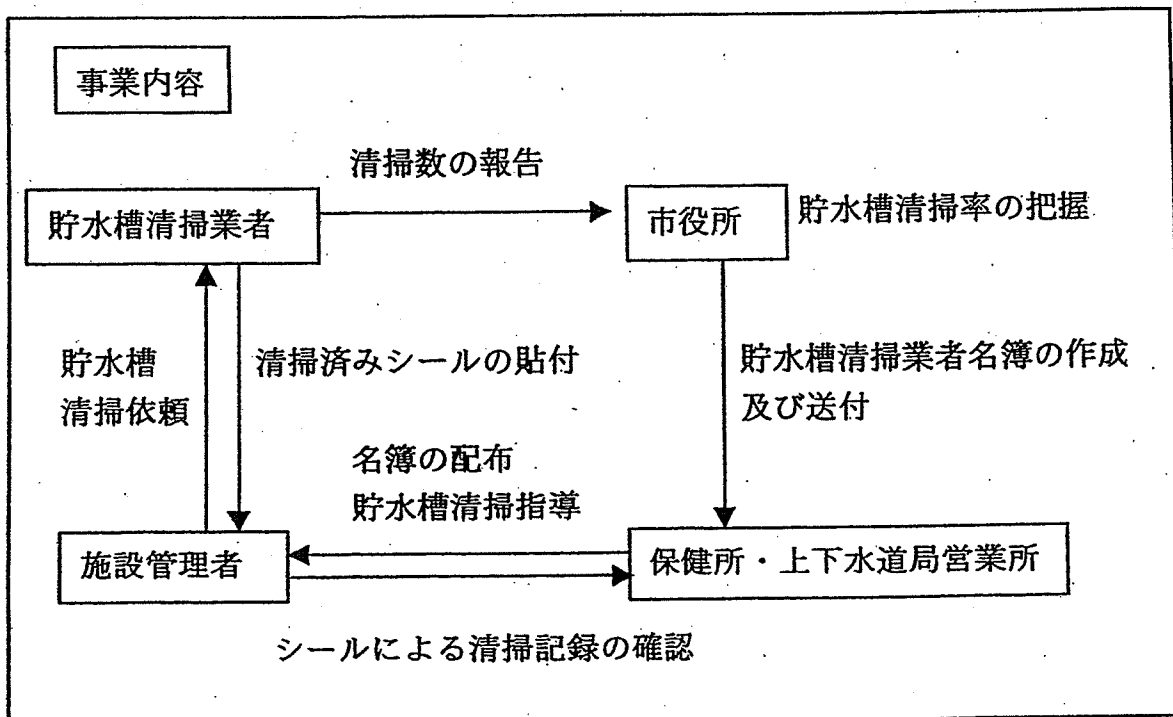 事業内容
清掃数の報告
貯水槽清掃業者
市役所
貯水槽清掃率の把握
貯水槽
清掃依頼
清掃済みシールの貼付
貯水槽清掃業者名簿の作成
及び送付
名簿の配布
貯水槽清掃指導
施設管理者
保健所・上下水道局営業所
シールによる清掃記録の確認